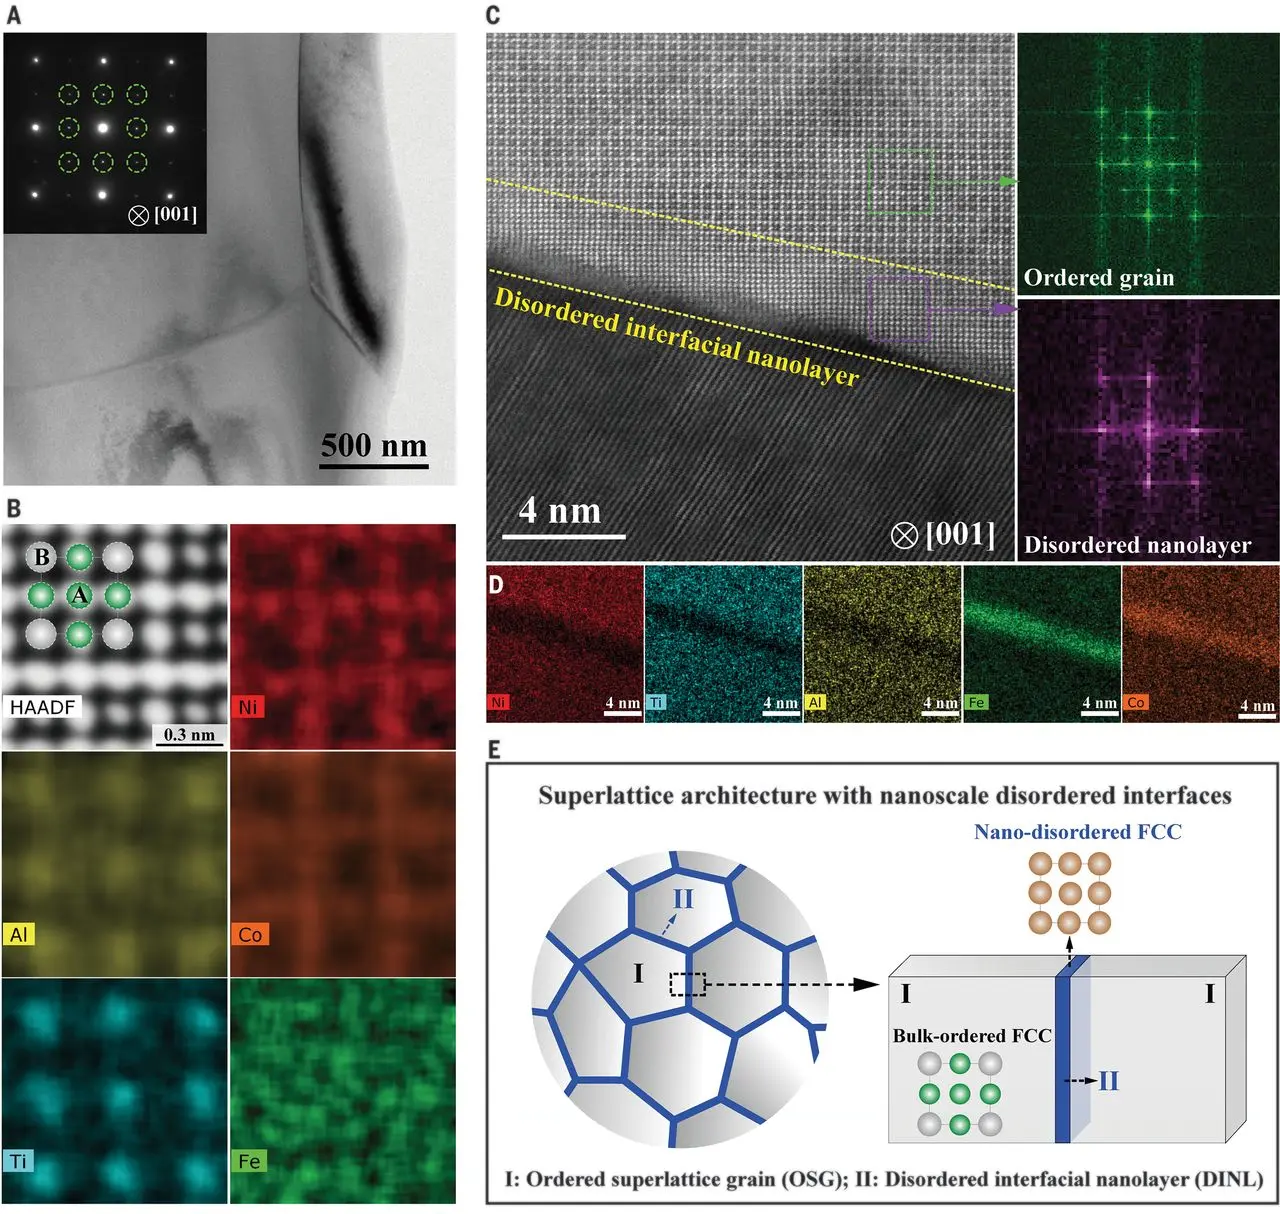 A
[001]
500 nm
B
B
A
HAADF
0.3 nm
Ni
Al
Co
Ti
Fe
C
Disordered interfacial nanolayer
4 nm
[001]
Ordered grain
Disordered nanolayer
D
Ni
4 nm
Ti
4 nm
Al
4 nm
Fe
4 nm
Co
4 nm
E
Superlattice architecture with nanoscale disordered interfaces
Nano-disordered FCC
II
I
I
I
Bulk-ordered FCC
II
I: Ordered superlattice grain (OSG); II: Disordered interfacial nanolayer (DINL)